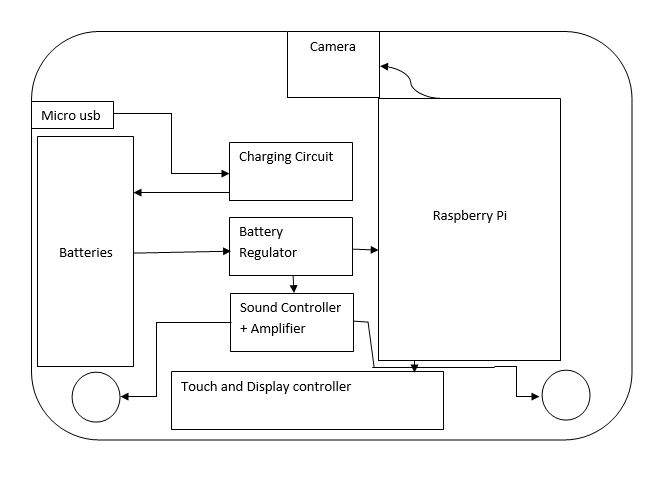 Camera
Micro usb
Charging Circuit
Raspberry Pi
Battery
Regulator
Batteries
Sound Controller
+ Amplifier
Touch and Display controller